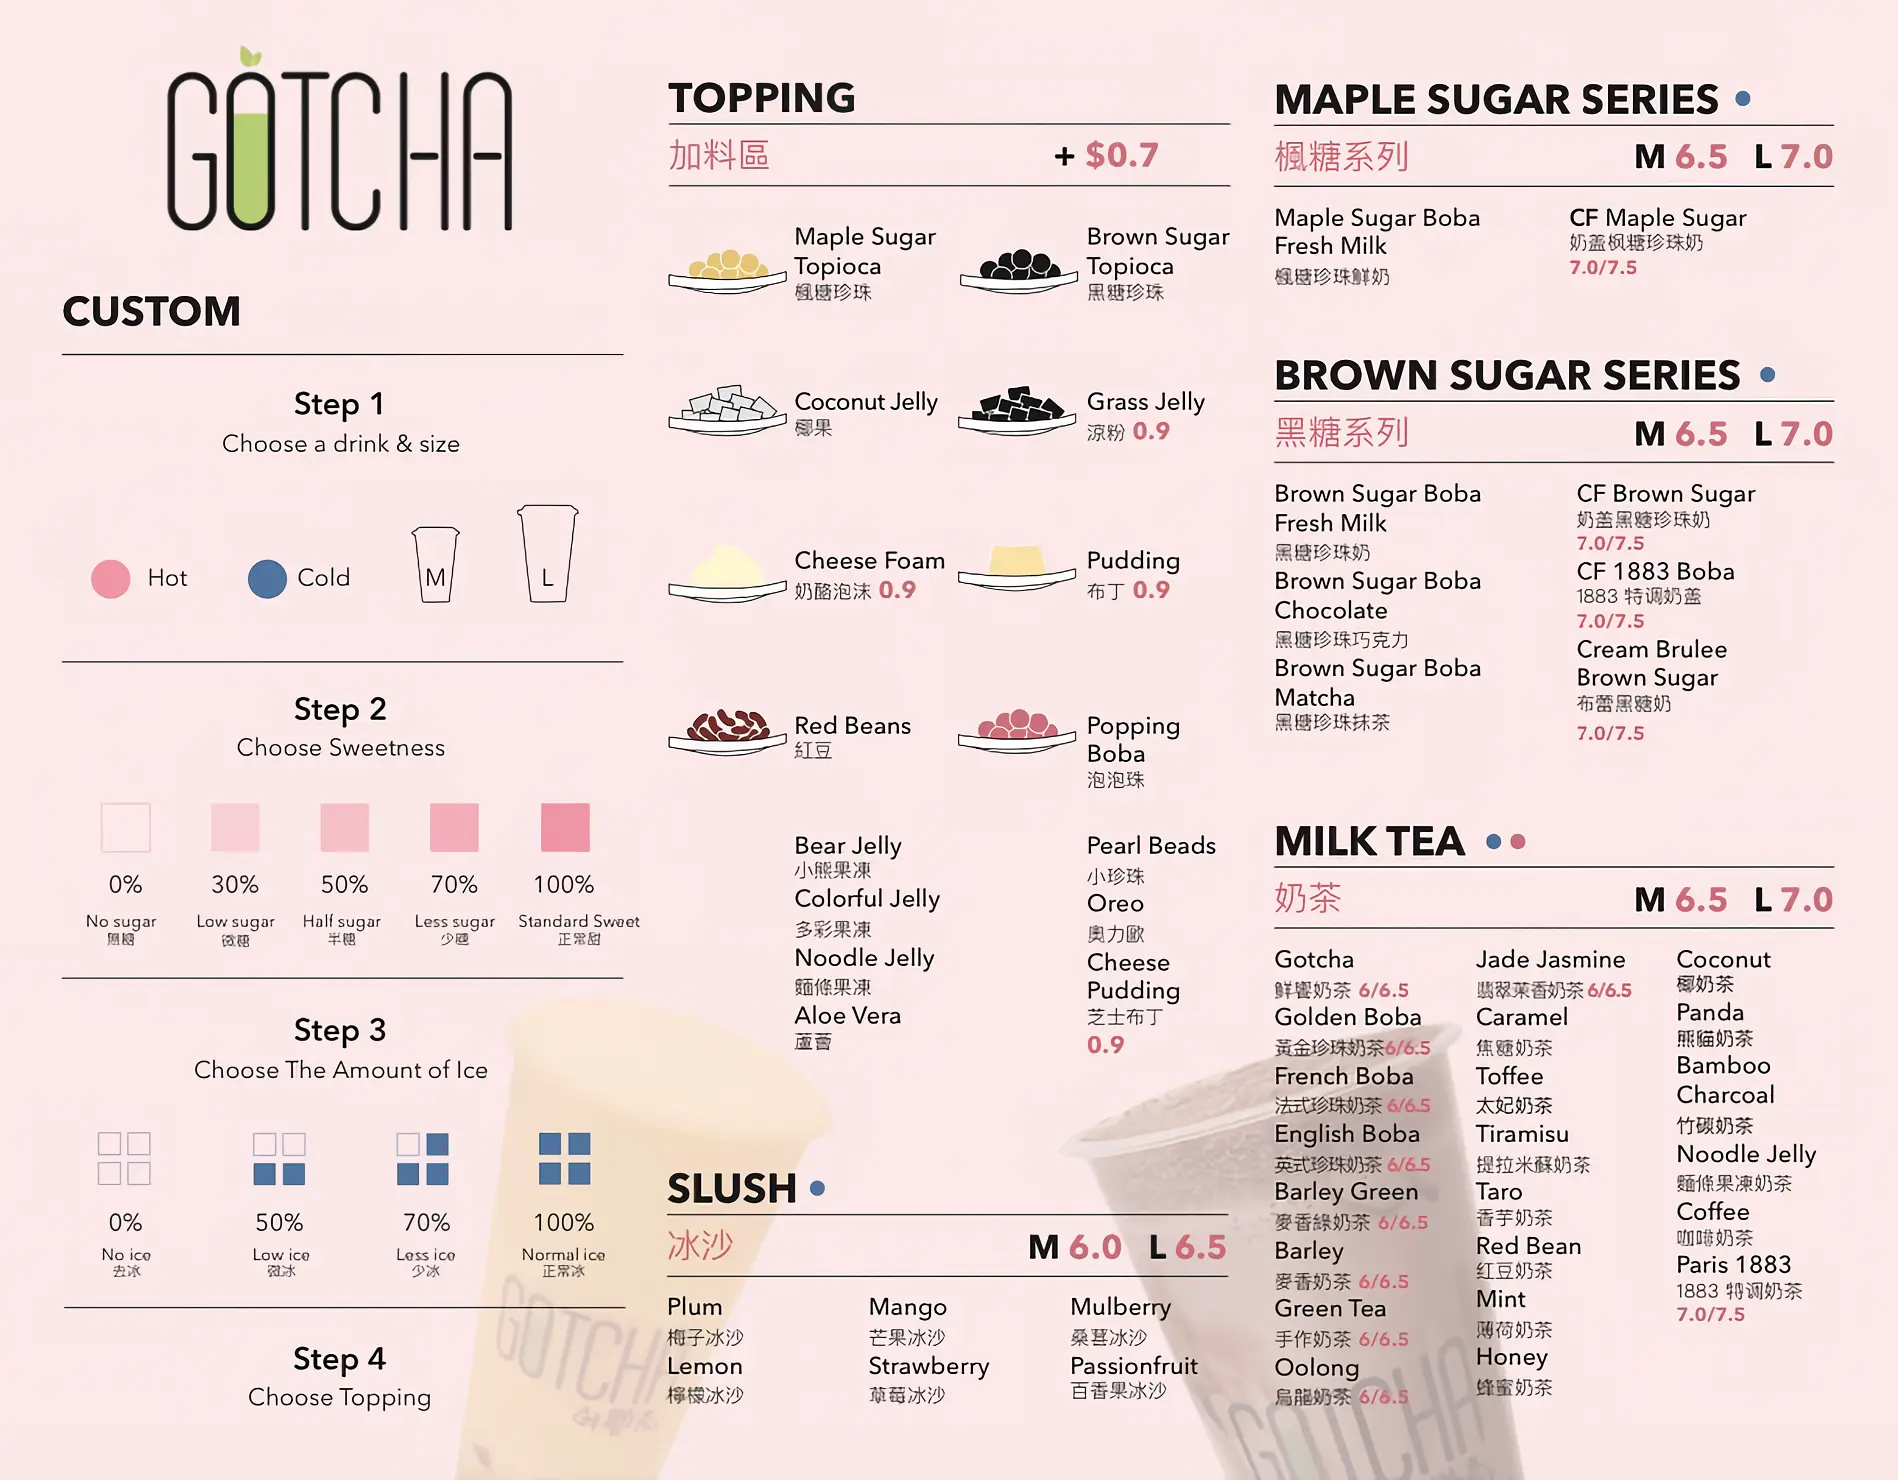 GOTCHA
CUSTOM
Step 1
Choose a drink & size
Hot
Cold
M
L
Step 2
Choose Sweetness
0%
30%
50%
70%
100%
No sugar
Low sugar
Half sugar
Less sugar
Standard Sweet
無糖
微糖
半糖
少糖
正常甜
Step 3
Choose The Amount of Ice
0%
50%
70%
100%
No ice
Low ice
Less ice
Normal ice
去冰
微冰
少冰
正常冰
Step 4
Choose Topping
TOPPING
加料區
+ $0.7
Maple Sugar
Topioca
楓糖珍珠
Brown Sugar
Topioca
黑糖珍珠
Coconut Jelly
椰果
Grass Jelly
涼粉 0.9
Cheese Foam
奶酪泡沫 0.9
Pudding
布丁 0.9
Red Beans
紅豆
Popping
Boba
泡泡珠
Bear Jelly
小熊果凍
Colorful Jelly
多彩果凍
Noodle Jelly
麵條果凍
Aloe Vera
蘆薈
Pearl Beads
小珍珠
Oreo
奧力歐
Cheese
Pudding
芝士布丁
0.9
SLUSH
冰沙
M 6.0 L 6.5
Plum
梅子冰沙
Lemon
檸檬冰沙
Mango
芒果冰沙
Strawberry
草莓冰沙
Mulberry
桑葚冰沙
Passionfruit
百香果冰沙
MAPLE SUGAR SERIES
楓糖系列
M 6.5 L 7.0
Maple Sugar Boba
Fresh Milk
楓糖珍珠鮮奶
CF Maple Sugar
奶盖枫糖珍珠奶
7.0/7.5
BROWN SUGAR SERIES
黑糖系列
M 6.5 L 7.0
Brown Sugar Boba
Fresh Milk
黑糖珍珠奶
Brown Sugar Boba
Chocolate
黑糖珍珠巧克力
Brown Sugar Boba
Matcha
黑糖珍珠抹茶
CF Brown Sugar
奶盖黑糖珍珠奶
7.0/7.5
CF 1883 Boba
1883 特调奶盖
7.0/7.5
Cream Brulee
Brown Sugar
布蕾黑糖奶
7.0/7.5
MILK TEA
奶茶
M 6.5 L 7.0
Gotcha
奶茶 6/6.5
Golden Boba
黃金珍珠奶茶6/6.5
French Boba
法式珍珠奶茶 6/6.5
English Boba
英式珍珠奶茶 6/6.5
Barley Green
麥香綠奶茶 6/6.5
Barley
麥香奶茶 6/6.5
Green Tea
手作奶茶 6/6.5
Oolong
烏龍奶茶 6/6.5
Jade Jasmine
翡翠茉香奶茶6/6.5
Caramel
焦糖奶茶
Toffee
太妃奶茶
Tiramisu
提拉米蘇奶茶
Taro
香芋奶茶
Red Bean
红豆奶茶
Mint
薄荷奶茶
Honey
蜂蜜奶茶
Coconut
椰奶茶
Panda
熊貓奶茶
Bamboo
Charcoal
竹碳奶茶
Noodle Jelly
麵條果凍奶茶
Coffee
咖啡奶茶
Paris 1883
1883 特调奶茶
7.0/7.5
GOTCHA
GOTCHA